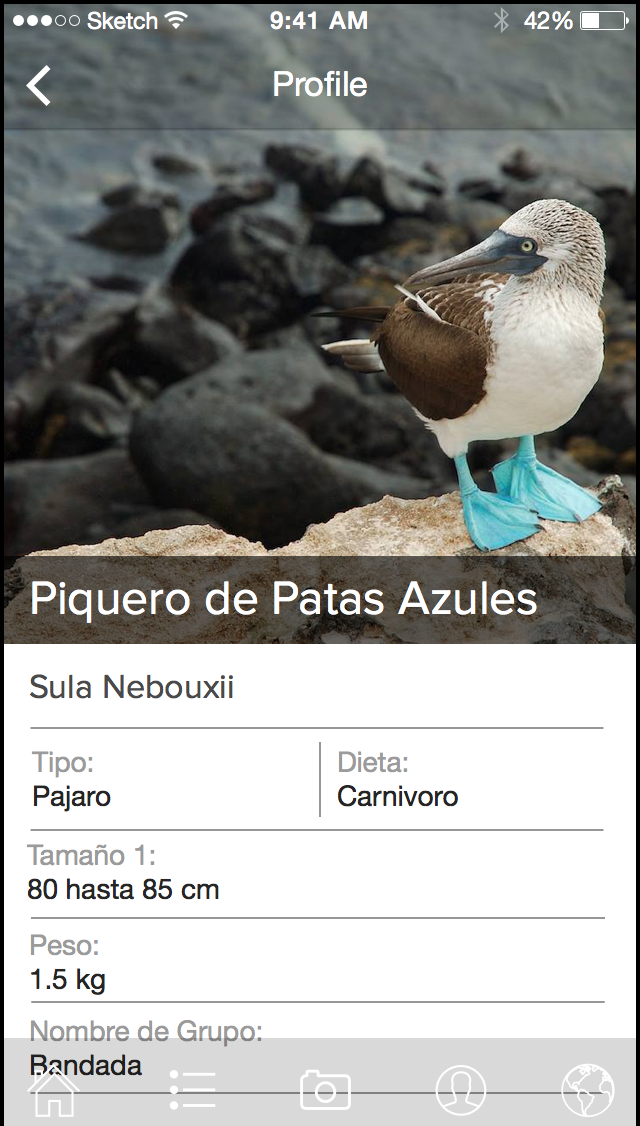 Sketch 9:41 AM 42%
Profile
Piquero de Patas Azules
Sula Nebouxii
Tipo: Dieta:
Pajaro Carnivoro
Tamaño 1:
80 hasta 85 cm
Peso:
1.5 kg
Nombre de Grupo:
Bandada